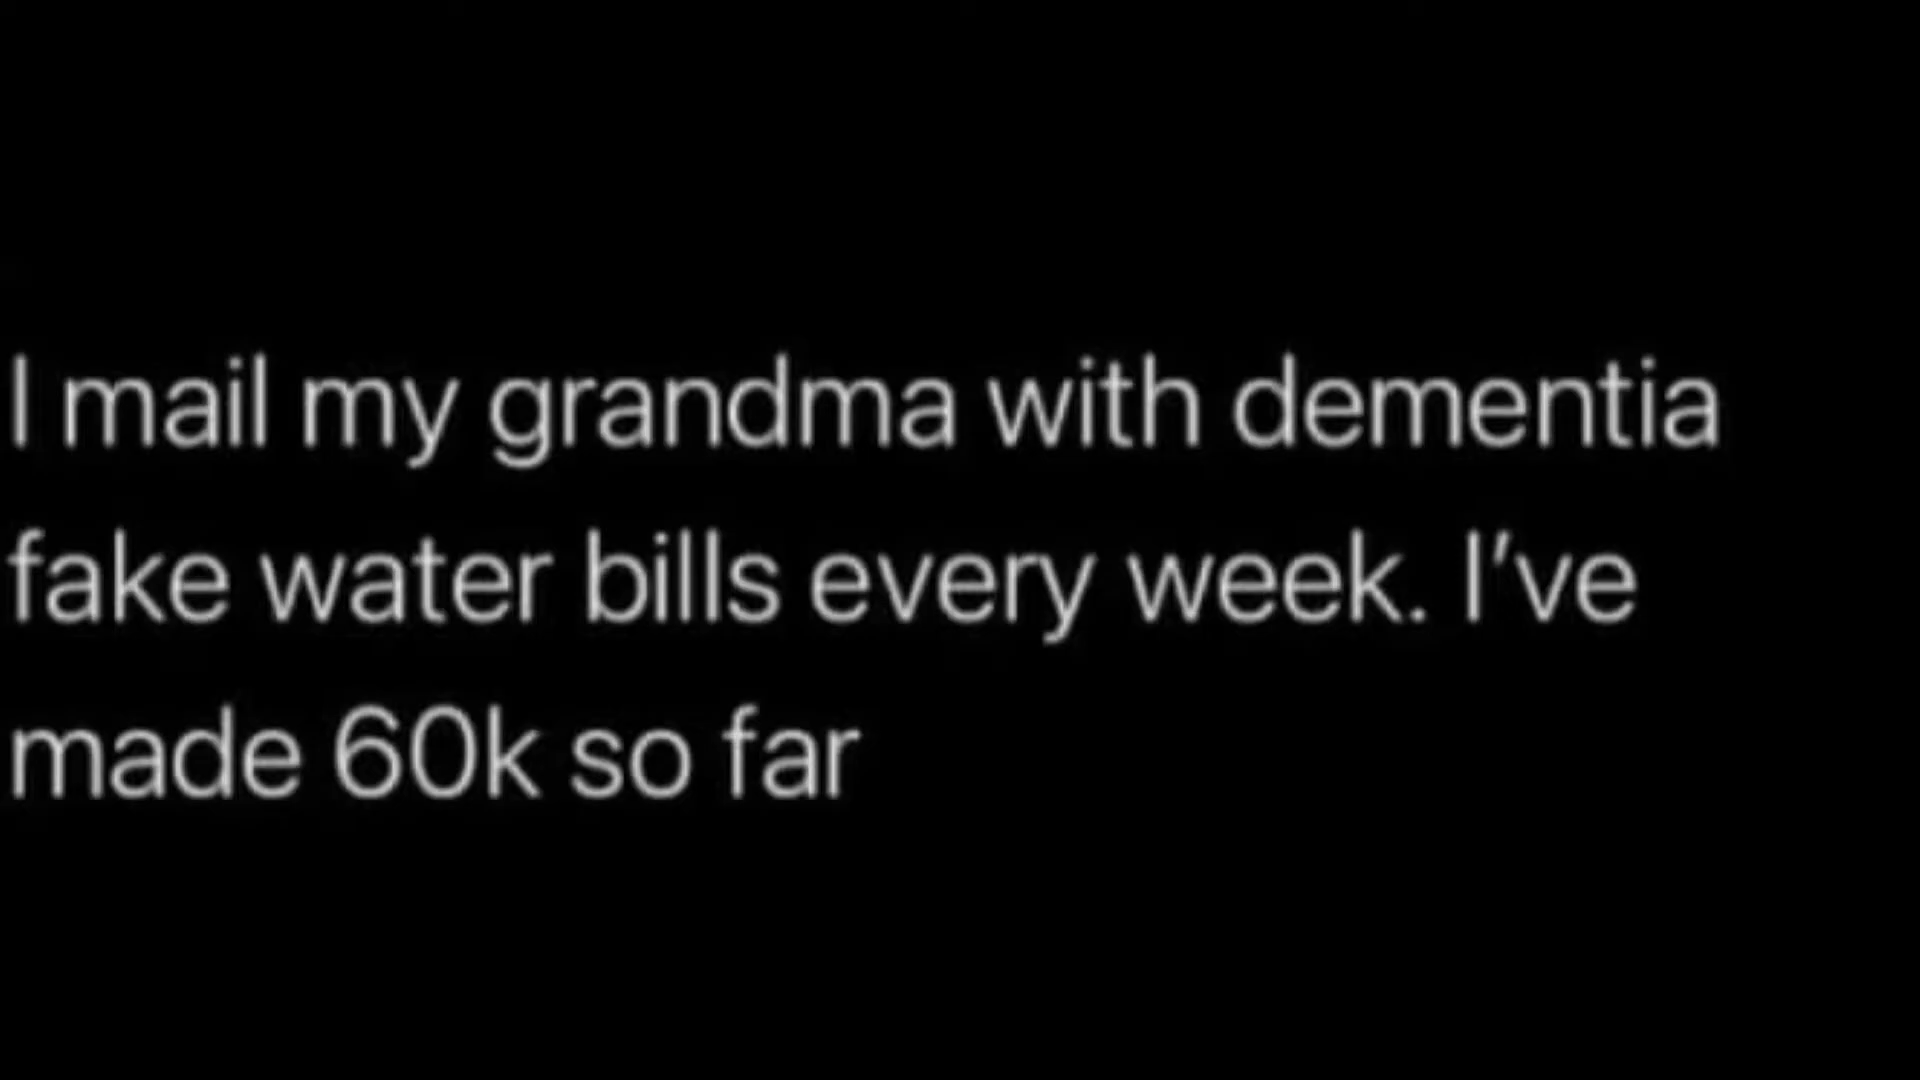 I mail my grandma with dementia
fake water bills every week. I’ve
made 60k so far